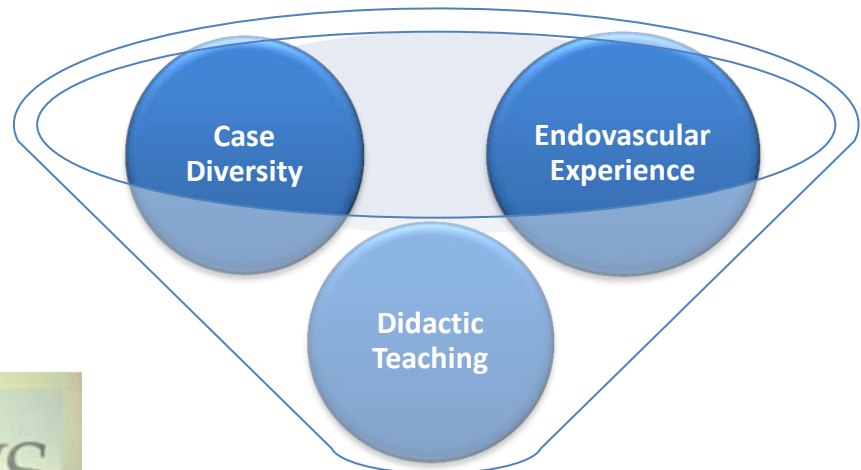 Case
Diversity
Endovascular
Experience
Didactic
Teaching